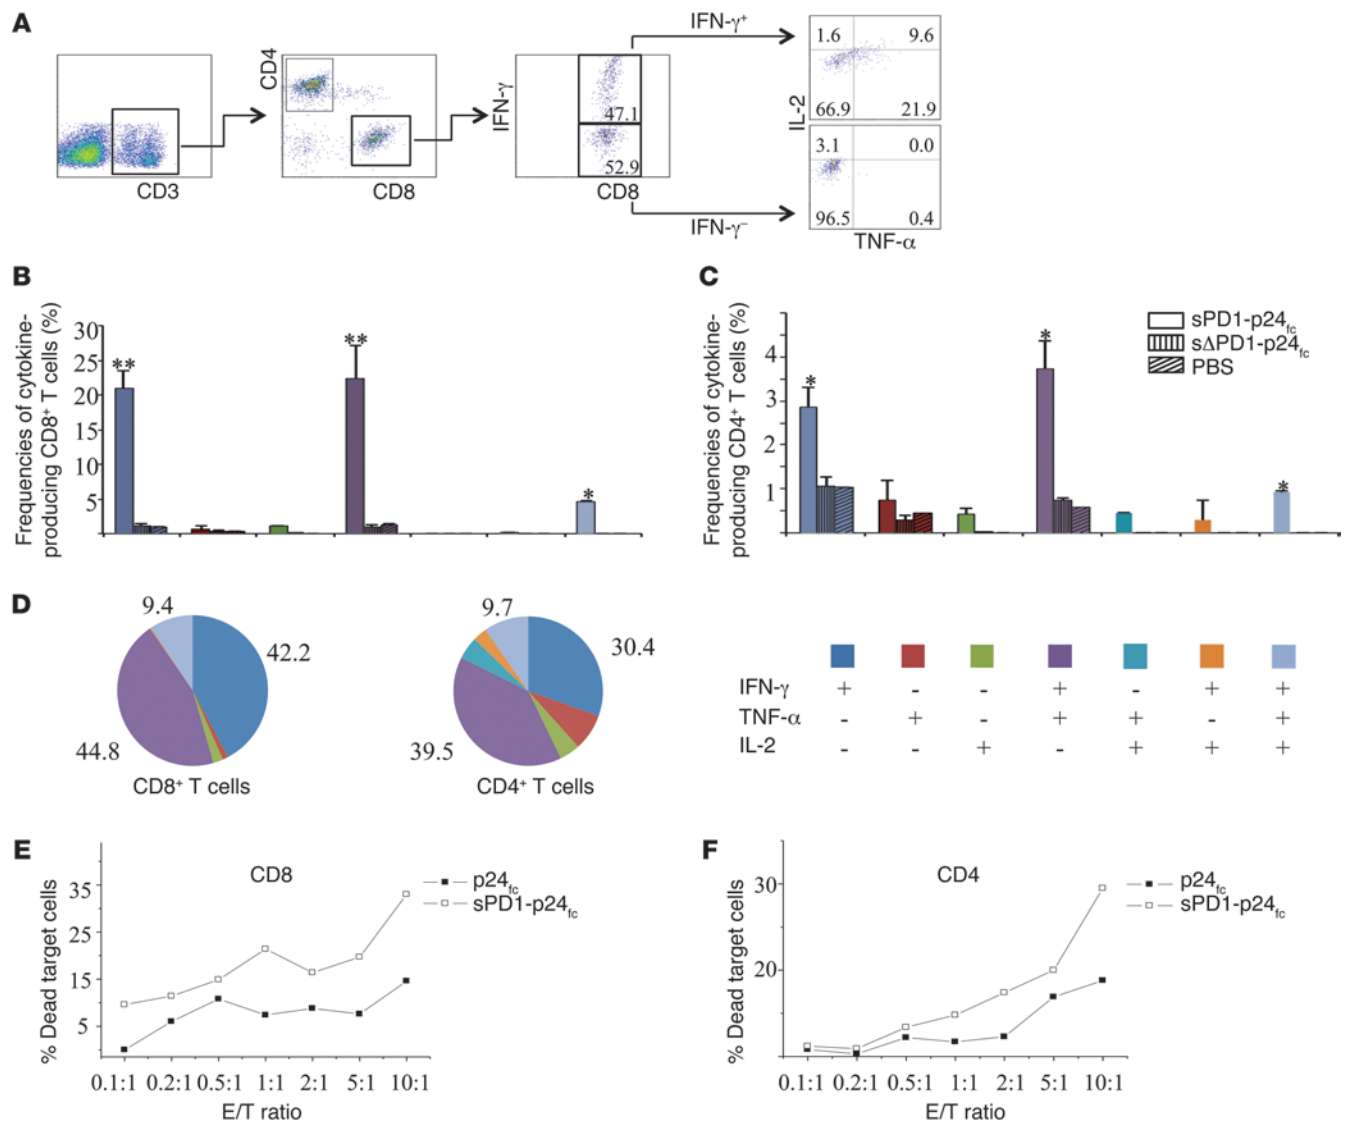 A
CD3
CD4
CD8
IFN-γ
47.1
52.9
CD8
IFN-γ⁺
IFN-γ⁻
1.6 9.6
66.9 21.9
3.1 0.0
96.5 0.4
IL-2
TNF-α
B
Frequencies of cytokine-
producing CD8⁺ T cells (%)
30
25
20
15
10
5
**
**
*
C
Frequencies of cytokine-
producing CD4⁺ T cells (%)
4
3
2
1
*
*
*
sPD1-p24fc
sΔPD1-p24fc
PBS
D
9.4
42.2
44.8
CD8⁺ T cells
9.7
30.4
39.5
CD4⁺ T cells
IFN-γ + - - + - + +
TNF-α - + - + + - +
IL-2 - - + - + + +
E
CD8
% Dead target cells
35
25
15
5
p24fc
sPD1-p24fc
0.1:1 0.2:1 0.5:1 1:1 2:1 5:1 10:1
E/T ratio
F
CD4
% Dead target cells
30
20
p24fc
sPD1-p24fc
0.1:1 0.2:1 0.5:1 1:1 2:1 5:1 10:1
E/T ratio